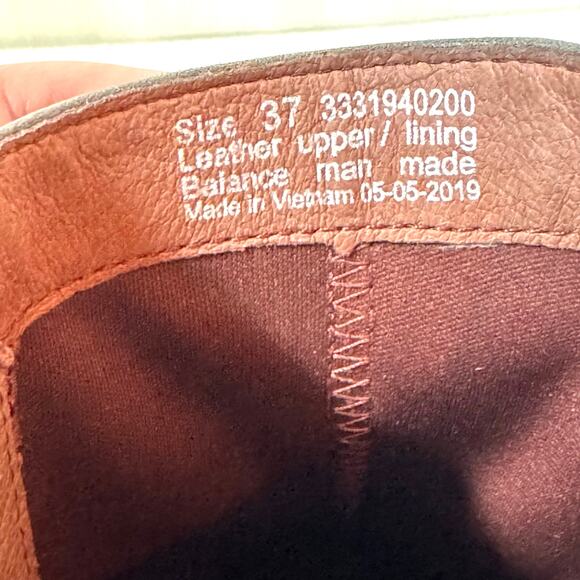 Size 37 3331940200
Leather upper/ lining
Balance man made
Made in Vietnam 05-05-2019